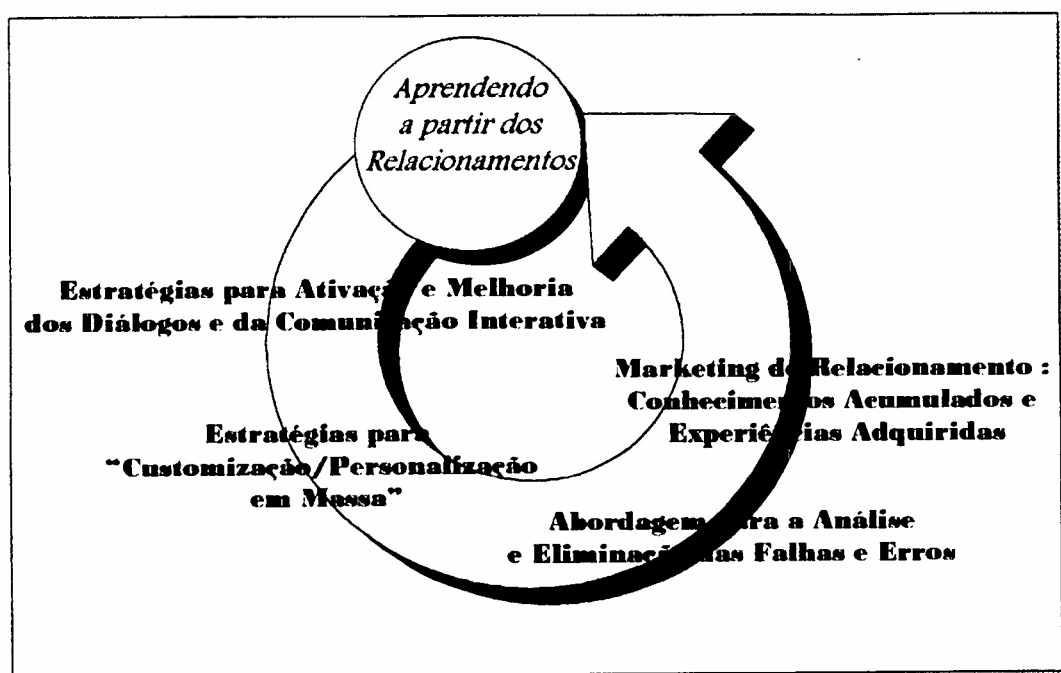 Aprendendo
a partir dos
Relacionamentos
Estratégias para Ativação e Melhoria
dos Diálogos e da Comunicação Interativa
Marketing de Relacionamento :
Conhecimentos Acumulados e
Experiências Adquiridas
Estratégias para
“Customização/Personalização
em Massa”
Abordagem para a Análise
e Eliminação das Falhas e Erros